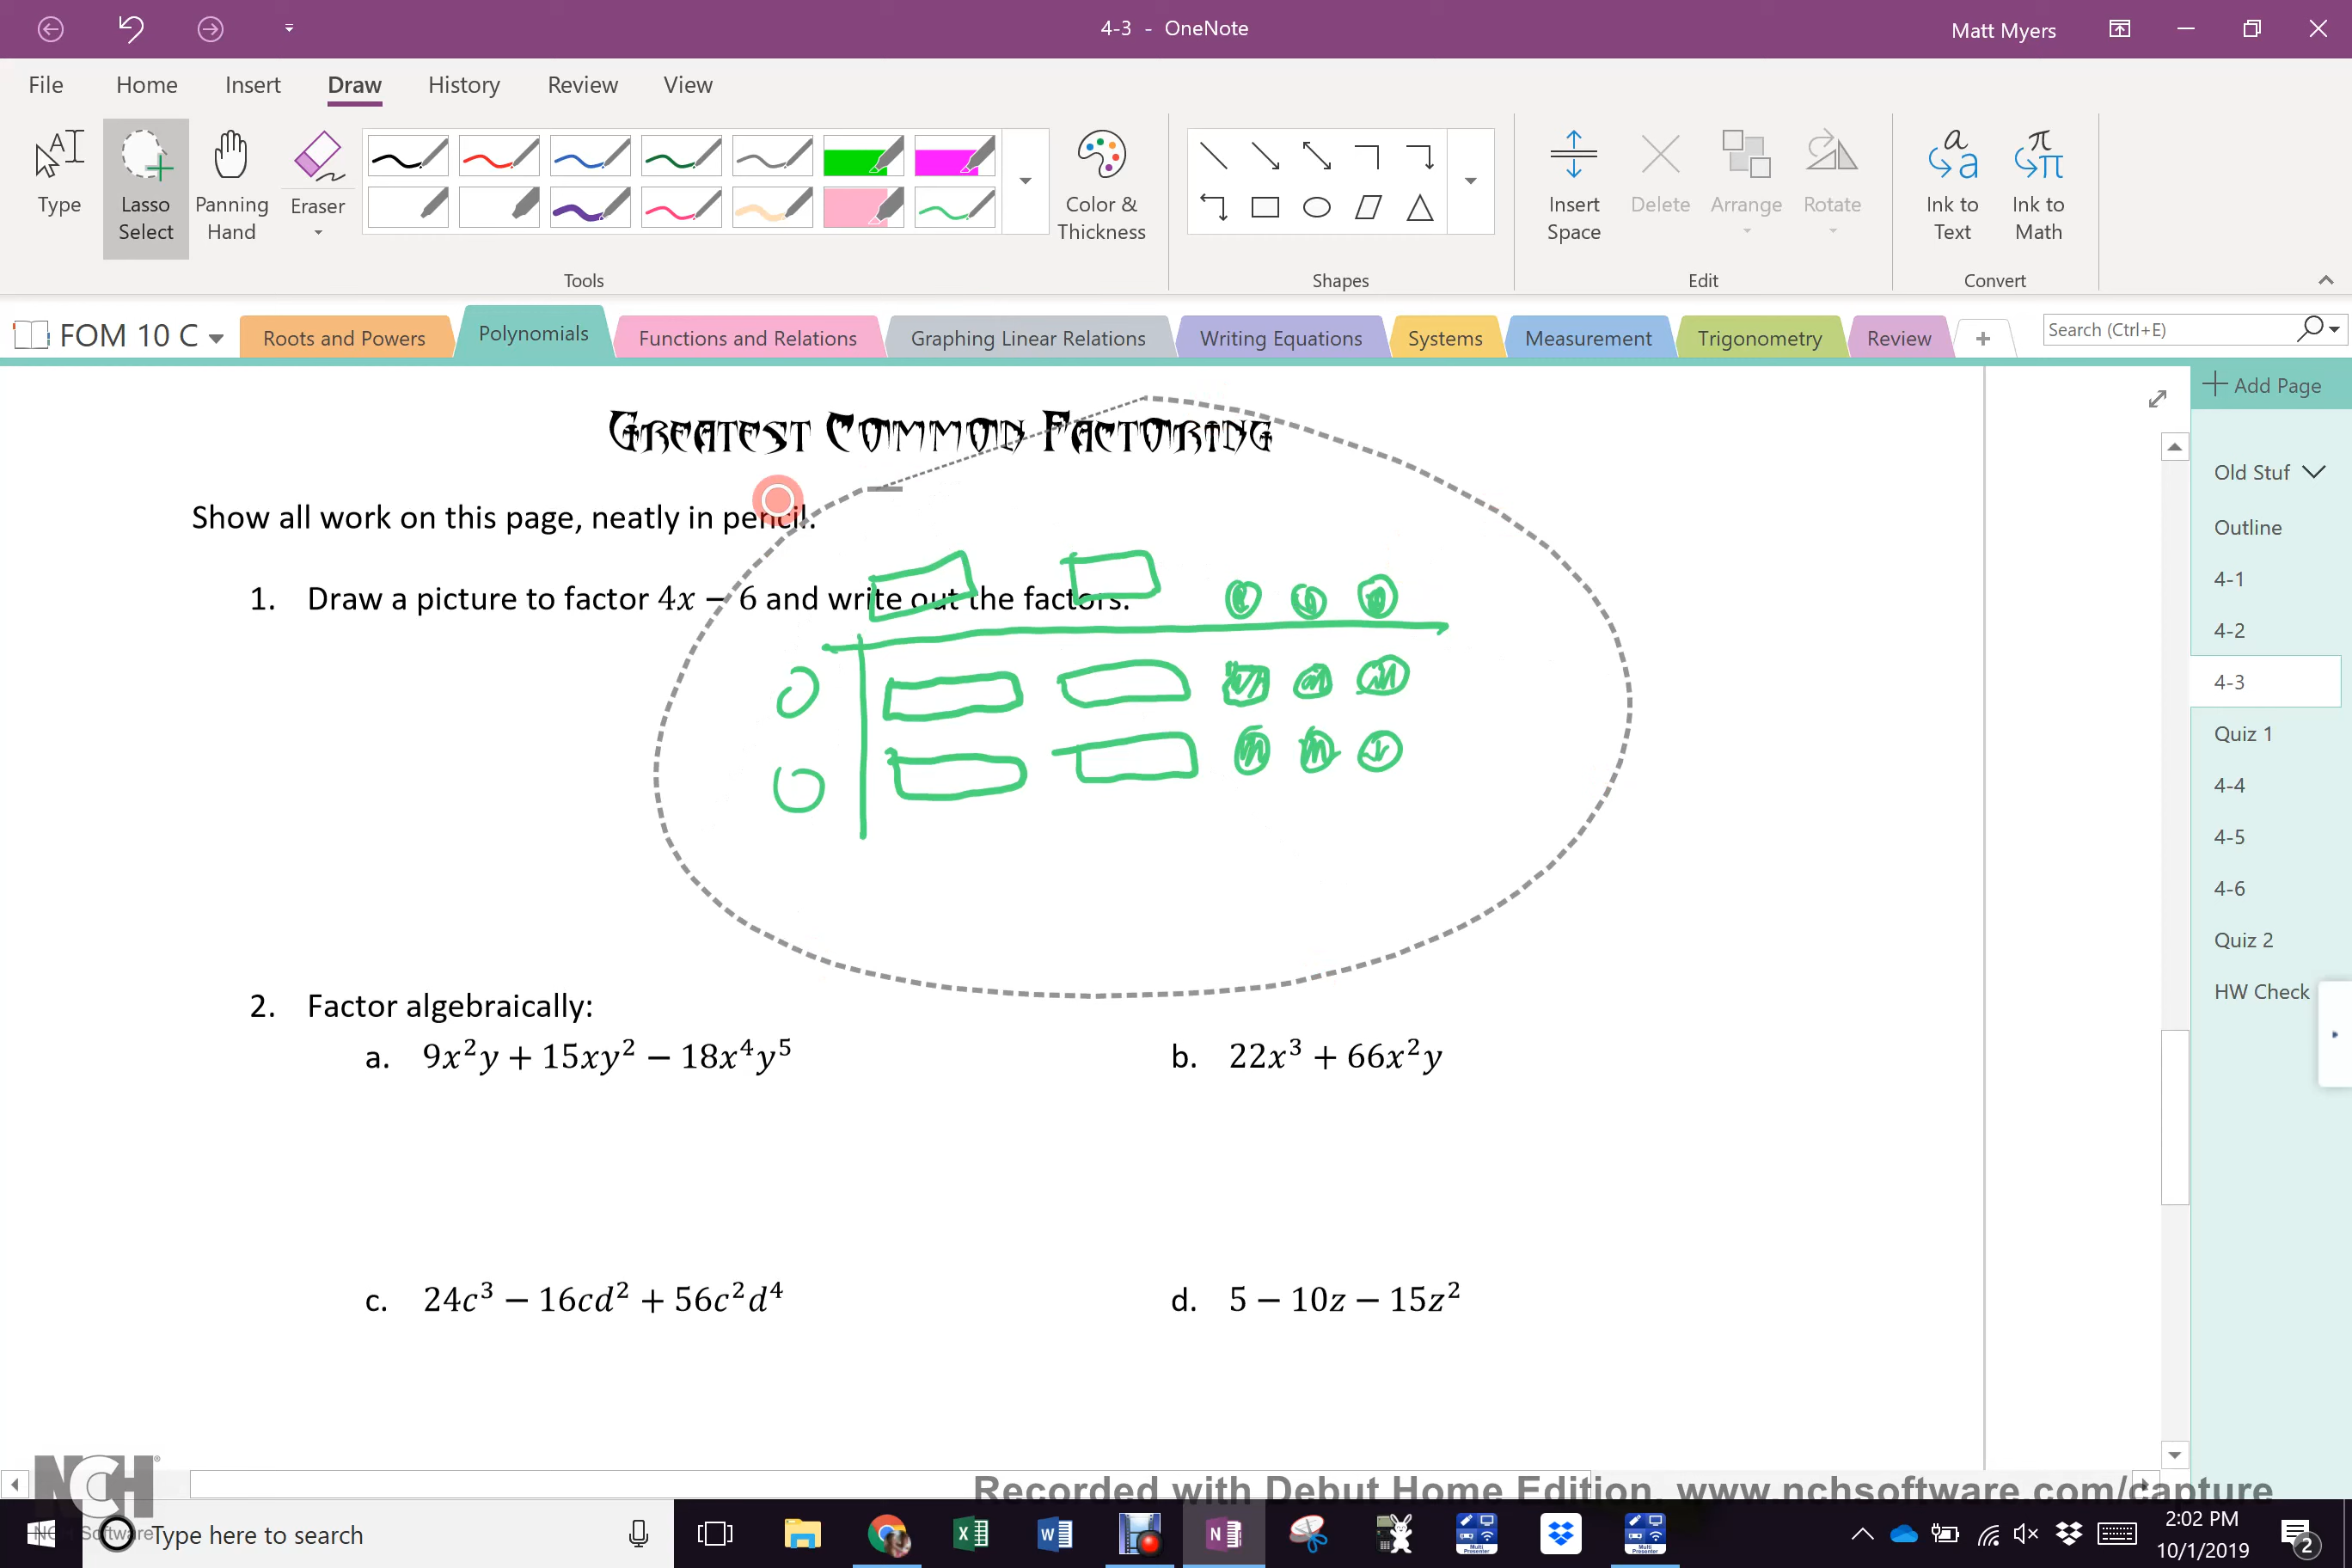 4-3 - OneNote
Matt Myers
File Home Insert Draw History Review View
Type
Lasso Select
Panning Hand
Eraser
Color & Thickness
Insert Space
Delete
Arrange
Rotate
Ink to Text
Ink to Math
Tools
Shapes
Edit
Convert
FOM 10 C
Roots and Powers
Polynomials
Functions and Relations
Graphing Linear Relations
Writing Equations
Systems
Measurement
Trigonometry
Review
Search (Ctrl+E)
Add Page
Old Stuf
Outline
4-1
4-2
4-3
Quiz 1
4-4
4-5
4-6
Quiz 2
HW Check
Greatest Common Factoring
Show all work on this page, neatly in pencil.
1. Draw a picture to factor 4x − 6 and write out the factors.
2. Factor algebraically:
a. 9x²y + 15xy² − 18x⁴y⁵
b. 22x³ + 66x²y
c. 24c³ − 16cd² + 56c²d⁴
d. 5 − 10z − 15z²
NCH®
NCH Software
Recorded with Debut Home Edition. www.nchsoftware.com/capture
Type here to search
2:02 PM
10/1/2019
2